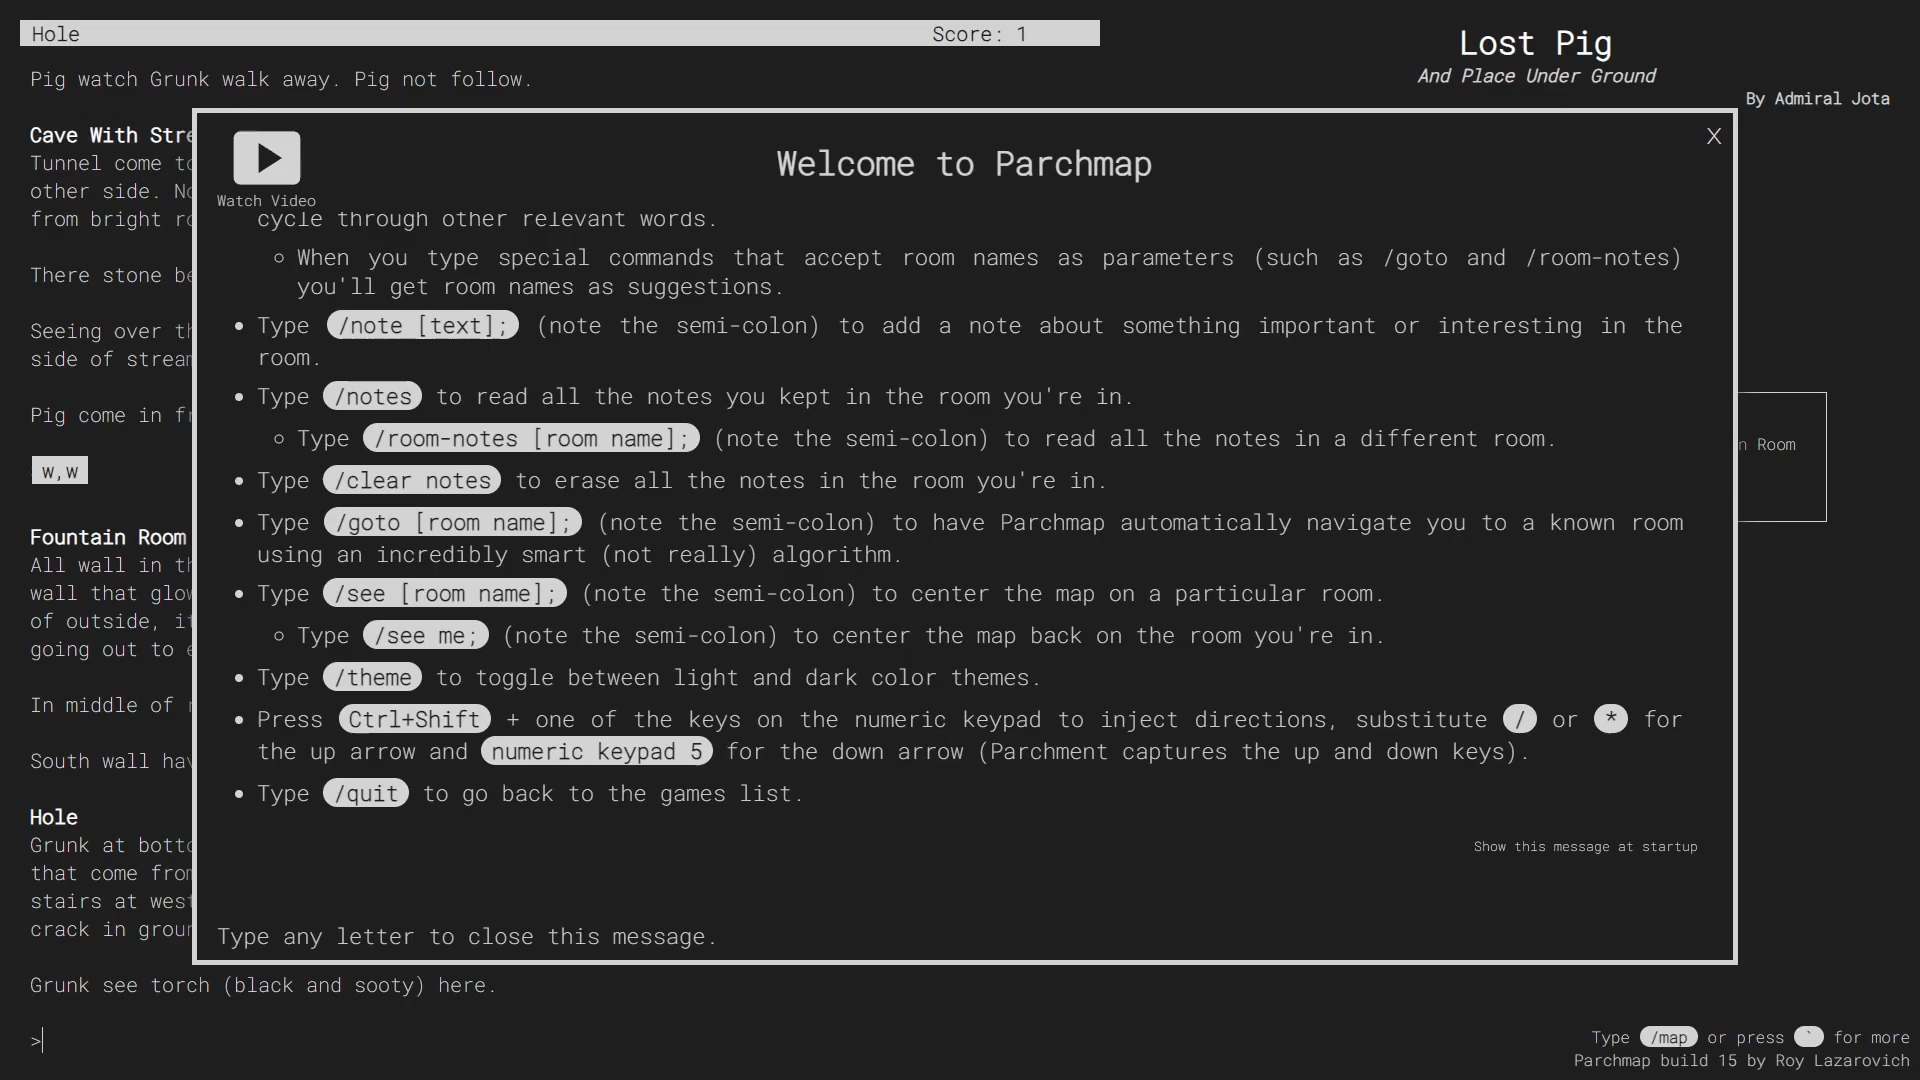 Hole Score: 1
Lost Pig
And Place Under Ground
By Admiral Jota
Pig watch Grunk walk away. Pig not follow.
Cave With Stre
Tunnel come to
other side. No
from bright ro
There stone be
Seeing over th
side of stream
Pig come in fr
w,w
Fountain Room
All wall in th
wall that glow
of outside, it
going out to e
In middle of r
South wall hav
Hole
Grunk at botto
that come from
stairs at west
crack in groun
Grunk see torch (black and sooty) here.
>
X
Watch Video
Welcome to Parchmap
cycle through other relevant words.
When you type special commands that accept room names as parameters (such as /goto and /room-notes)
you'll get room names as suggestions.
Type /note [text]; (note the semi-colon) to add a note about something important or interesting in the
room.
Type /notes to read all the notes you kept in the room you're in.
Type /room-notes [room name]; (note the semi-colon) to read all the notes in a different room.
Type /clear notes to erase all the notes in the room you're in.
Type /goto [room name]; (note the semi-colon) to have Parchmap automatically navigate you to a known room
using an incredibly smart (not really) algorithm.
Type /see [room name]; (note the semi-colon) to center the map on a particular room.
Type /see me; (note the semi-colon) to center the map back on the room you're in.
Type /theme to toggle between light and dark color themes.
Press Ctrl+Shift + one of the keys on the numeric keypad to inject directions, substitute / or * for
the up arrow and numeric keypad 5 for the down arrow (Parchment captures the up and down keys).
Type /quit to go back to the games list.
Show this message at startup
Type any letter to close this message.
n Room
Type /map or press ` for more
Parchmap build 15 by Roy Lazarovich